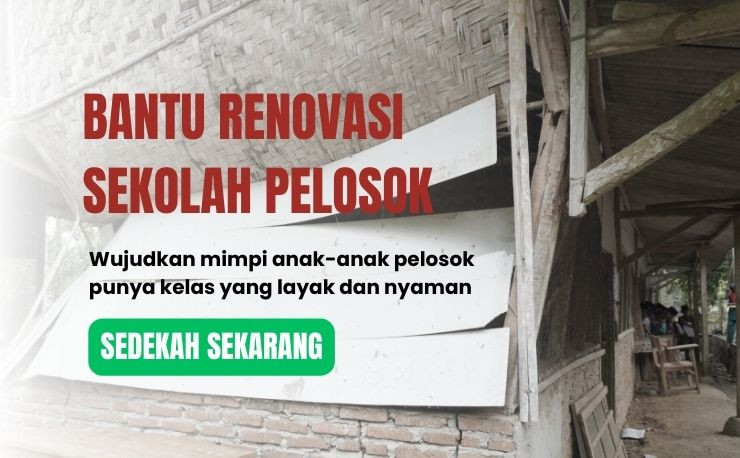 BANTU RENOVASI
SEKOLAH PELOSOK
Wujudkan mimpi anak-anak pelosok
punya kelas yang layak dan nyaman
SEDEKAH SEKARANG